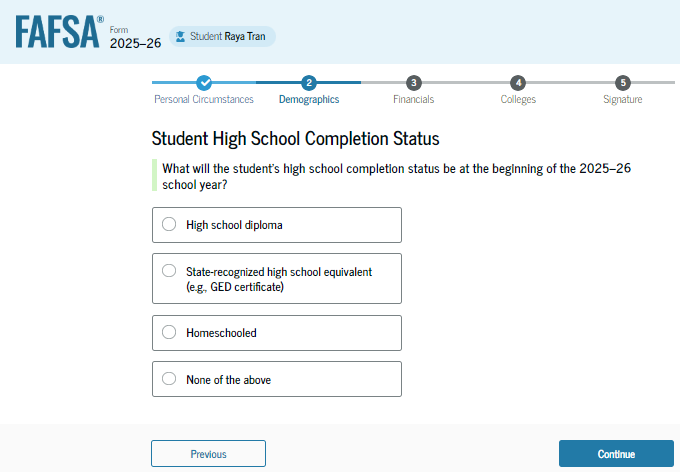 FAFSA®
Form
2025–26
Student Raya Tran
2
3
4
5
Personal Circumstances
Demographics
Financials
Colleges
Signature
Student High School Completion Status
What will the student's high school completion status be at the beginning of the 2025–26
school year?
High school diploma
State-recognized high school equivalent
(e.g., GED certificate)
Homeschooled
None of the above
Previous
Continue